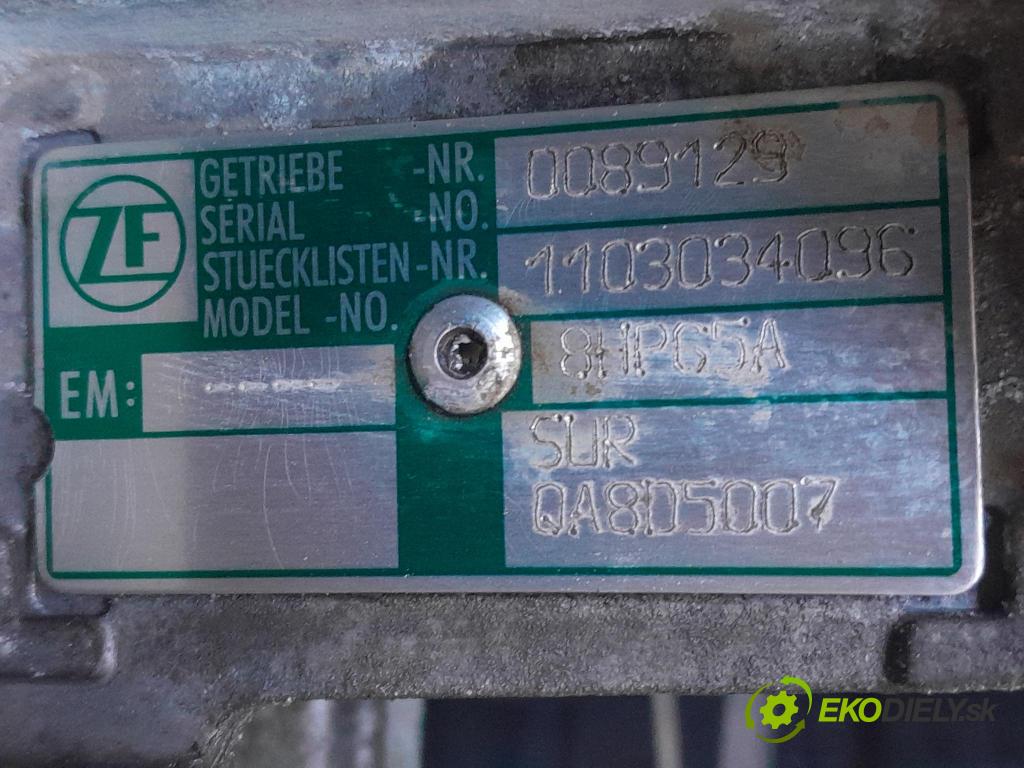 ZF
GETRIEBE -NR. 0089129
SERIAL -NO.
STUECKLISTEN-NR. 1103034096
MODEL -NO.
8HP65A
EM: ----
SUR
QA8D5007
EKODIELY.sk